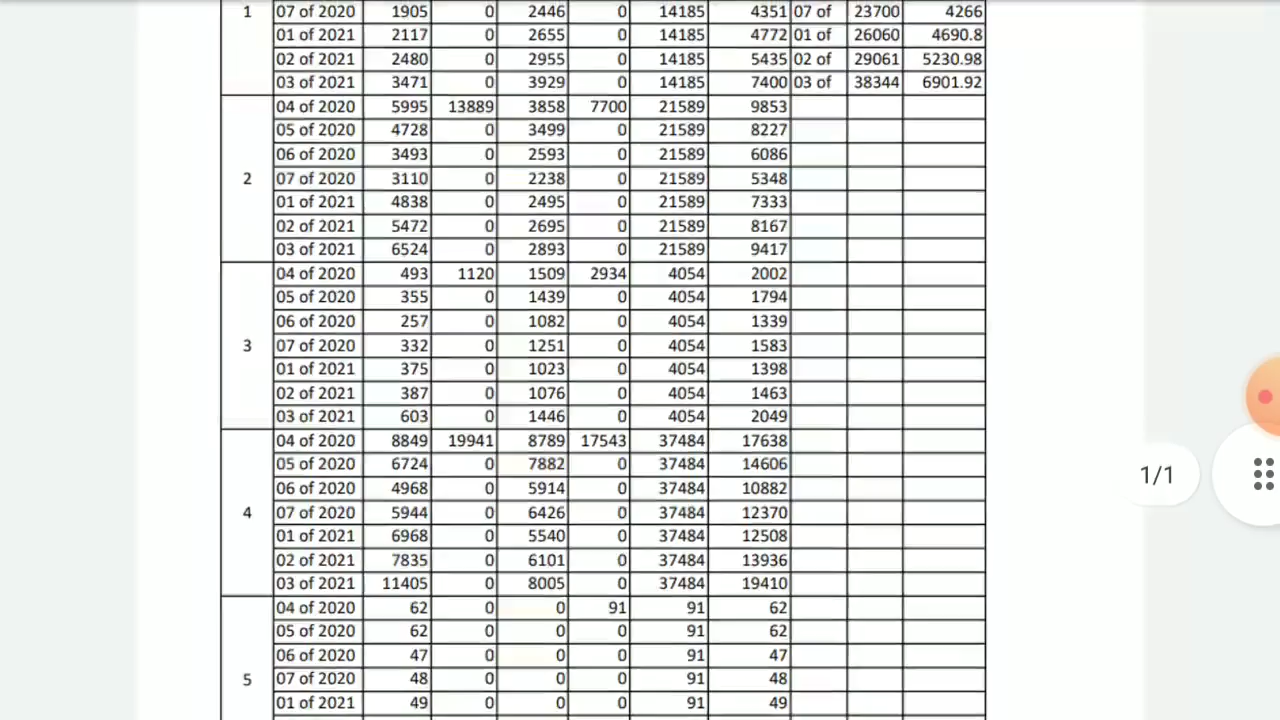 1 07 of 2020 1905 0 2446 0 14185 4351 07 of 23700 4266
01 of 2021 2117 0 2655 0 14185 4772 01 of 26060 4690.8
02 of 2021 2480 0 2955 0 14185 5435 02 of 29061 5230.98
03 of 2021 3471 0 3929 0 14185 7400 03 of 38344 6901.92
04 of 2020 5995 13889 3858 7700 21589 9853
05 of 2020 4728 0 3499 0 21589 8227
06 of 2020 3493 0 2593 0 21589 6086
2 07 of 2020 3110 0 2238 0 21589 5348
01 of 2021 4838 0 2495 0 21589 7333
02 of 2021 5472 0 2695 0 21589 8167
03 of 2021 6524 0 2893 0 21589 9417
04 of 2020 493 1120 1509 2934 4054 2002
05 of 2020 355 0 1439 0 4054 1794
06 of 2020 257 0 1082 0 4054 1339
3 07 of 2020 332 0 1251 0 4054 1583
01 of 2021 375 0 1023 0 4054 1398
02 of 2021 387 0 1076 0 4054 1463
03 of 2021 603 0 1446 0 4054 2049
04 of 2020 8849 19941 8789 17543 37484 17638
05 of 2020 6724 0 7882 0 37484 14606
06 of 2020 4968 0 5914 0 37484 10882
4 07 of 2020 5944 0 6426 0 37484 12370
01 of 2021 6968 0 5540 0 37484 12508
02 of 2021 7835 0 6101 0 37484 13936
03 of 2021 11405 0 8005 0 37484 19410
04 of 2020 62 0 0 91 91 62
05 of 2020 62 0 0 0 91 62
06 of 2020 47 0 0 0 91 47
5 07 of 2020 48 0 0 0 91 48
01 of 2021 49 0 0 0 91 49
1/1